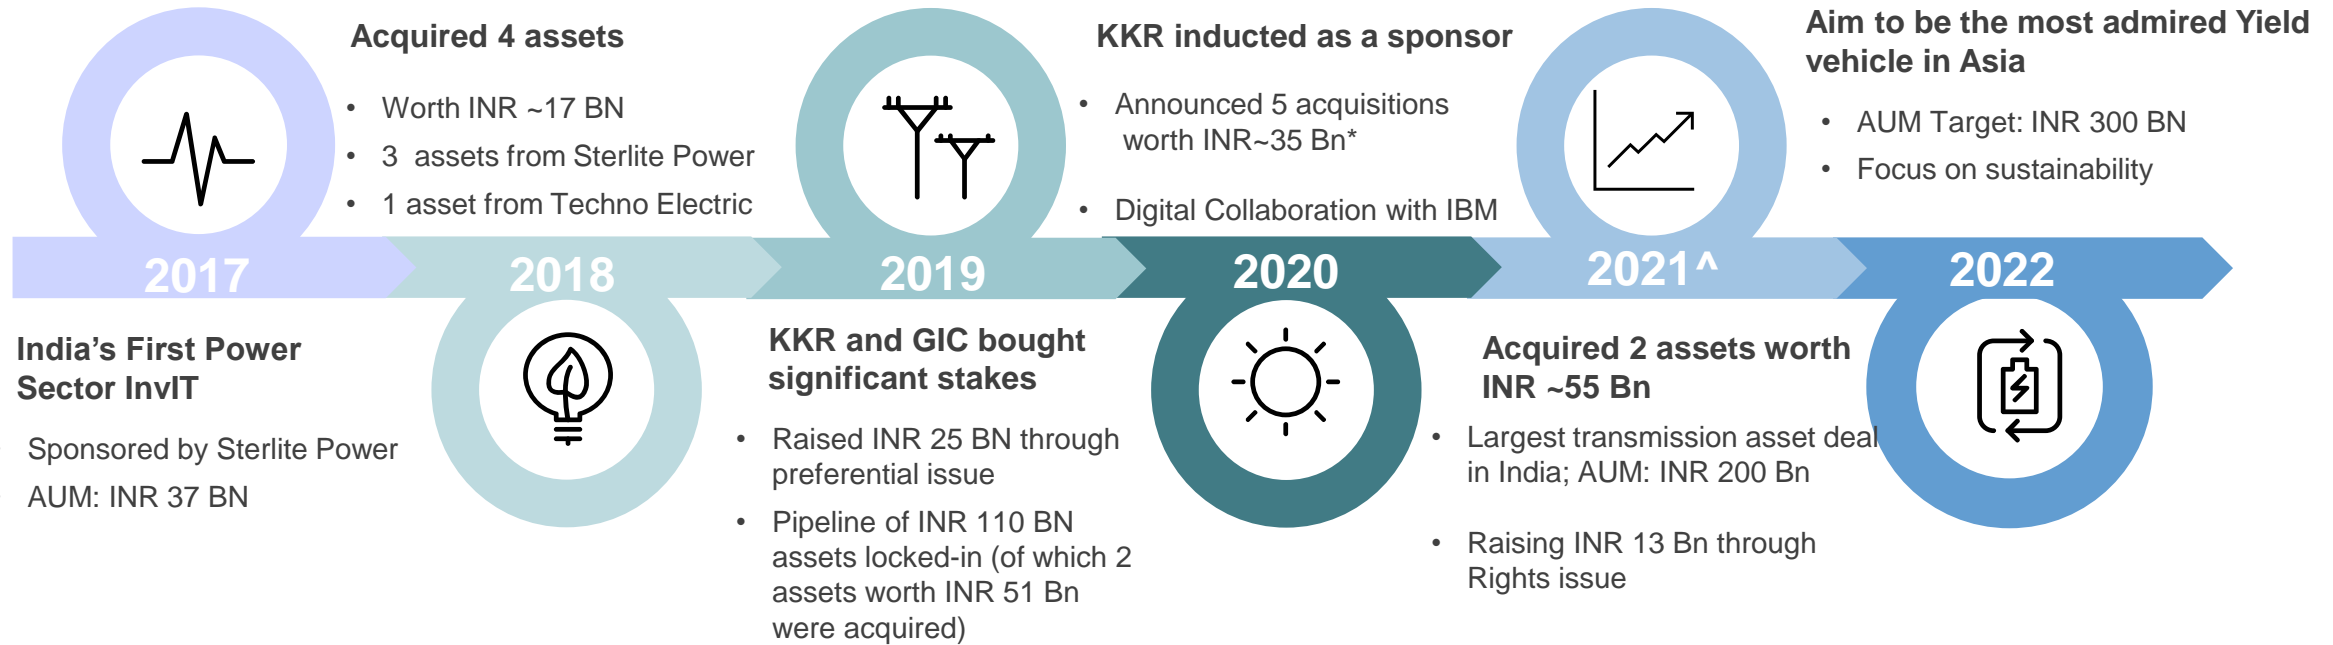 2017
India’s First Power
Sector InvIT
Sponsored by Sterlite Power
AUM: INR 37 BN
Acquired 4 assets
• Worth INR ~17 BN
• 3 assets from Sterlite Power
• 1 asset from Techno Electric
2018
2019
KKR and GIC bought
significant stakes
• Raised INR 25 BN through
preferential issue
• Pipeline of INR 110 BN
assets locked-in (of which 2
assets worth INR 51 Bn
were acquired)
KKR inducted as a sponsor
• Announced 5 acquisitions
worth INR~35 Bn*
• Digital Collaboration with IBM
2020
2021^
Acquired 2 assets worth
INR ~55 Bn
• Largest transmission asset deal
in India; AUM: INR 200 Bn
• Raising INR 13 Bn through
Rights issue
Aim to be the most admired Yield
vehicle in Asia
• AUM Target: INR 300 BN
• Focus on sustainability
2022